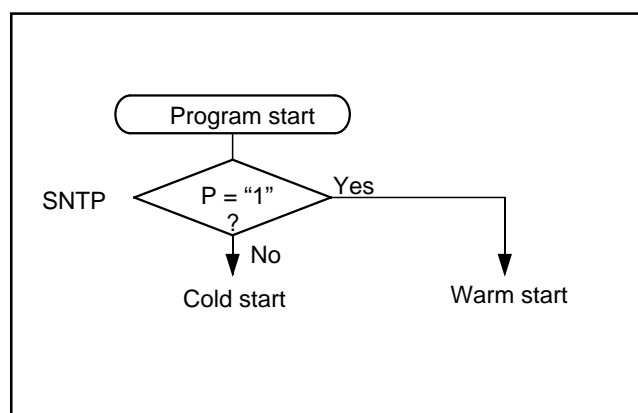 Program start
SNTP
P = “1”
?
Yes
No
Cold start
Warm start